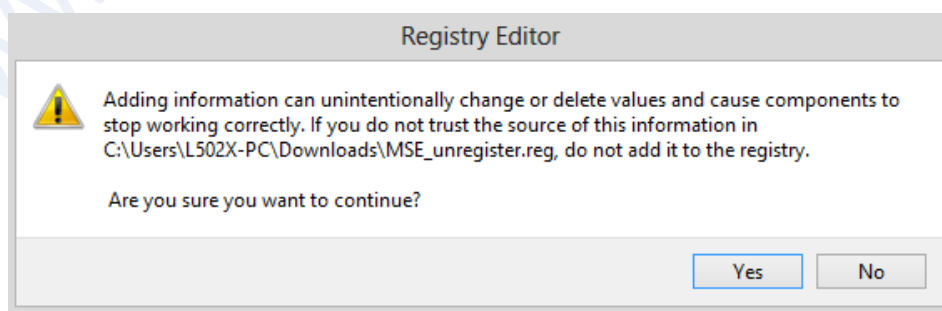 Registry Editor
Adding information can unintentionally change or delete values and cause components to
stop working correctly. If you do not trust the source of this information in
C:\Users\L502X-PC\Downloads\MSE_unregister.reg, do not add it to the registry.
Are you sure you want to continue?
Yes No